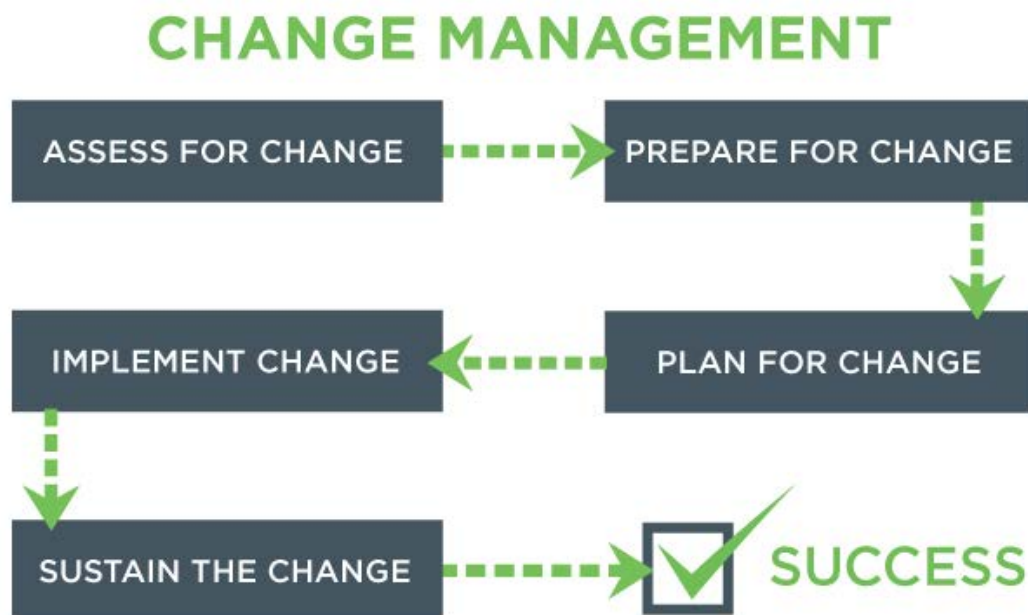 CHANGE MANAGEMENT
ASSESS FOR CHANGE
PREPARE FOR CHANGE
PLAN FOR CHANGE
IMPLEMENT CHANGE
SUSTAIN THE CHANGE
SUCCESS